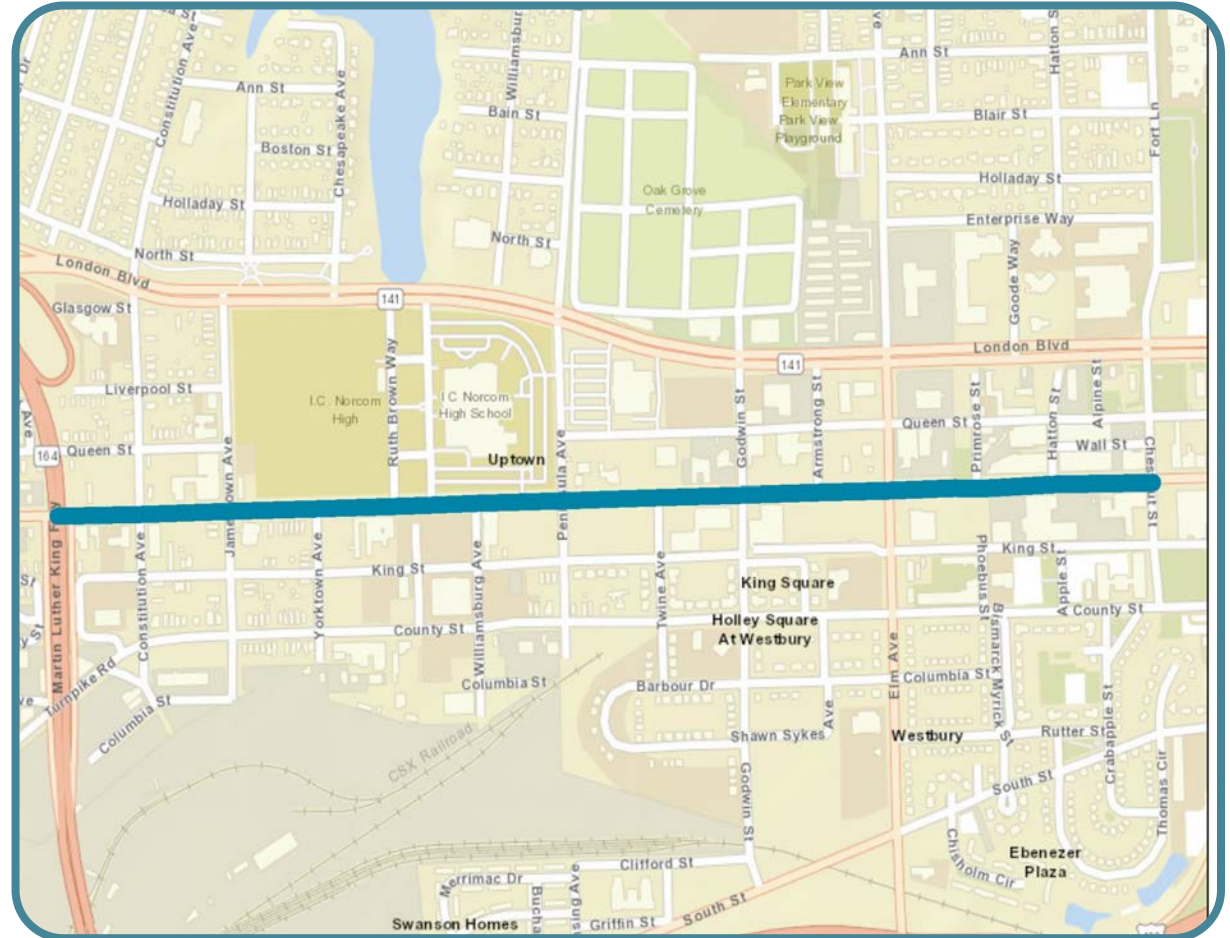 Constitution Ave
Ann St
Boston St
Chesapeake Ave
Holladay St
North St
London Blvd
Glasgow St
Liverpool St
Queen St
164
141
Williamsbur
Bain St
North St
Oak Grove
Cemetery
Park View
Elementary
Park View
Playground
Ann St
Hatton S
Blair St
Fort Ln
Holladay St
Enterprise Way
Goode Way
London Blvd
141
I.C. Norcom
High
Ruth Brown Way
I C Norcom
High School
Uptown
Godwin St
Armstrong St
Queen St
Primrose St
Hatton St
Alpine St
Wall St
Ave
Martin Luther King
Constitution Ave
Yorktown Ave
King St
County St
Williamsburg Ave
Columbia St
Turnpike Rd
Columbia St
CSX Railroad
Twine Ave
King Square
Holley Square
At Westbury
Barbour Dr
Shawn Sykes
Ave
Godwin St
Elm Ave
Phoebus St
King St
Apple St
County St
Bismarck Myrick St
Columbia St
Westbury
Rutter St
Crabapple St
South St
Thomas Cir
Chisholm Cir
Ebenezer
Plaza
Clifford St
Merrimac Dr
Bucha
sing Ave
Swanson Homes
Griffin St
South St